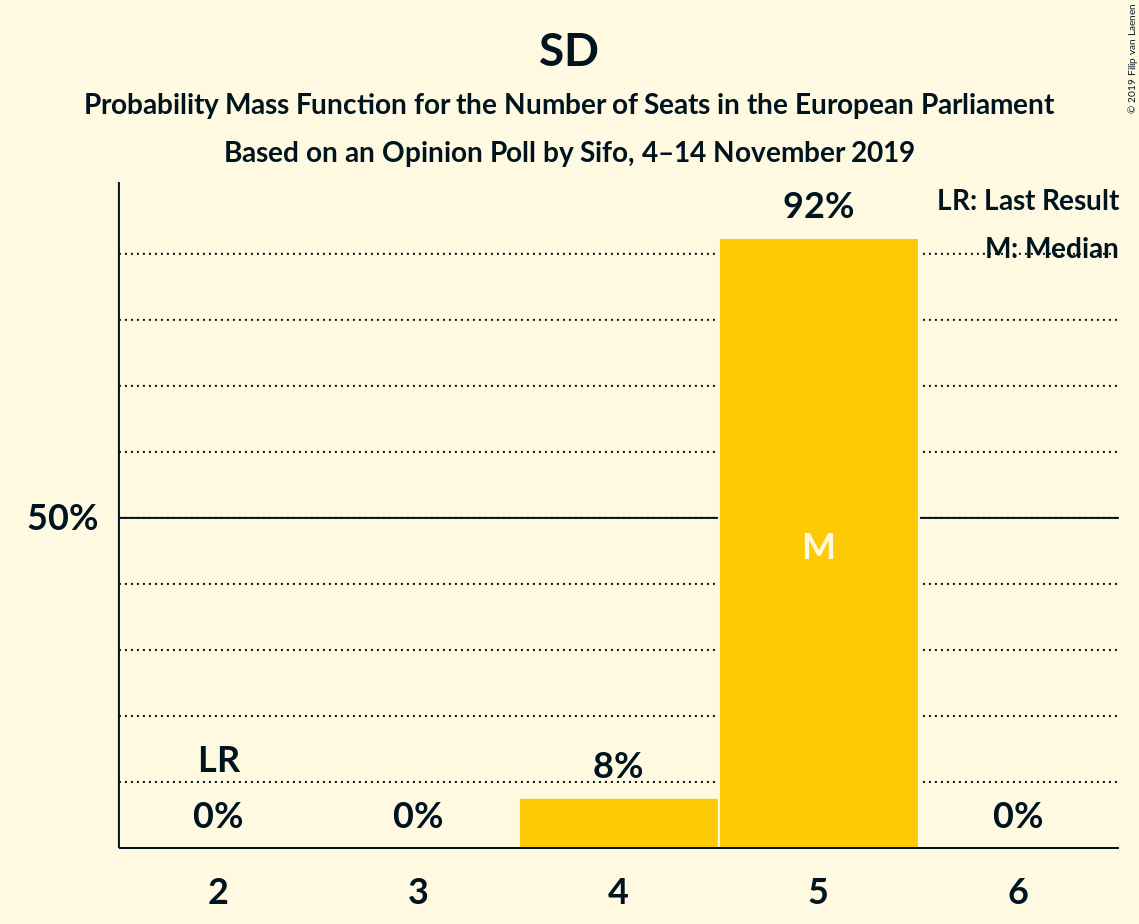 SD
Probability Mass Function for the Number of Seats in the European Parliament
Based on an Opinion Poll by Sifo, 4–14 November 2019
© 2019 Filip van Laenen
LR: Last Result
M: Median
92%
50%
M
LR
8%
0%
0%
0%
2
3
4
5
6